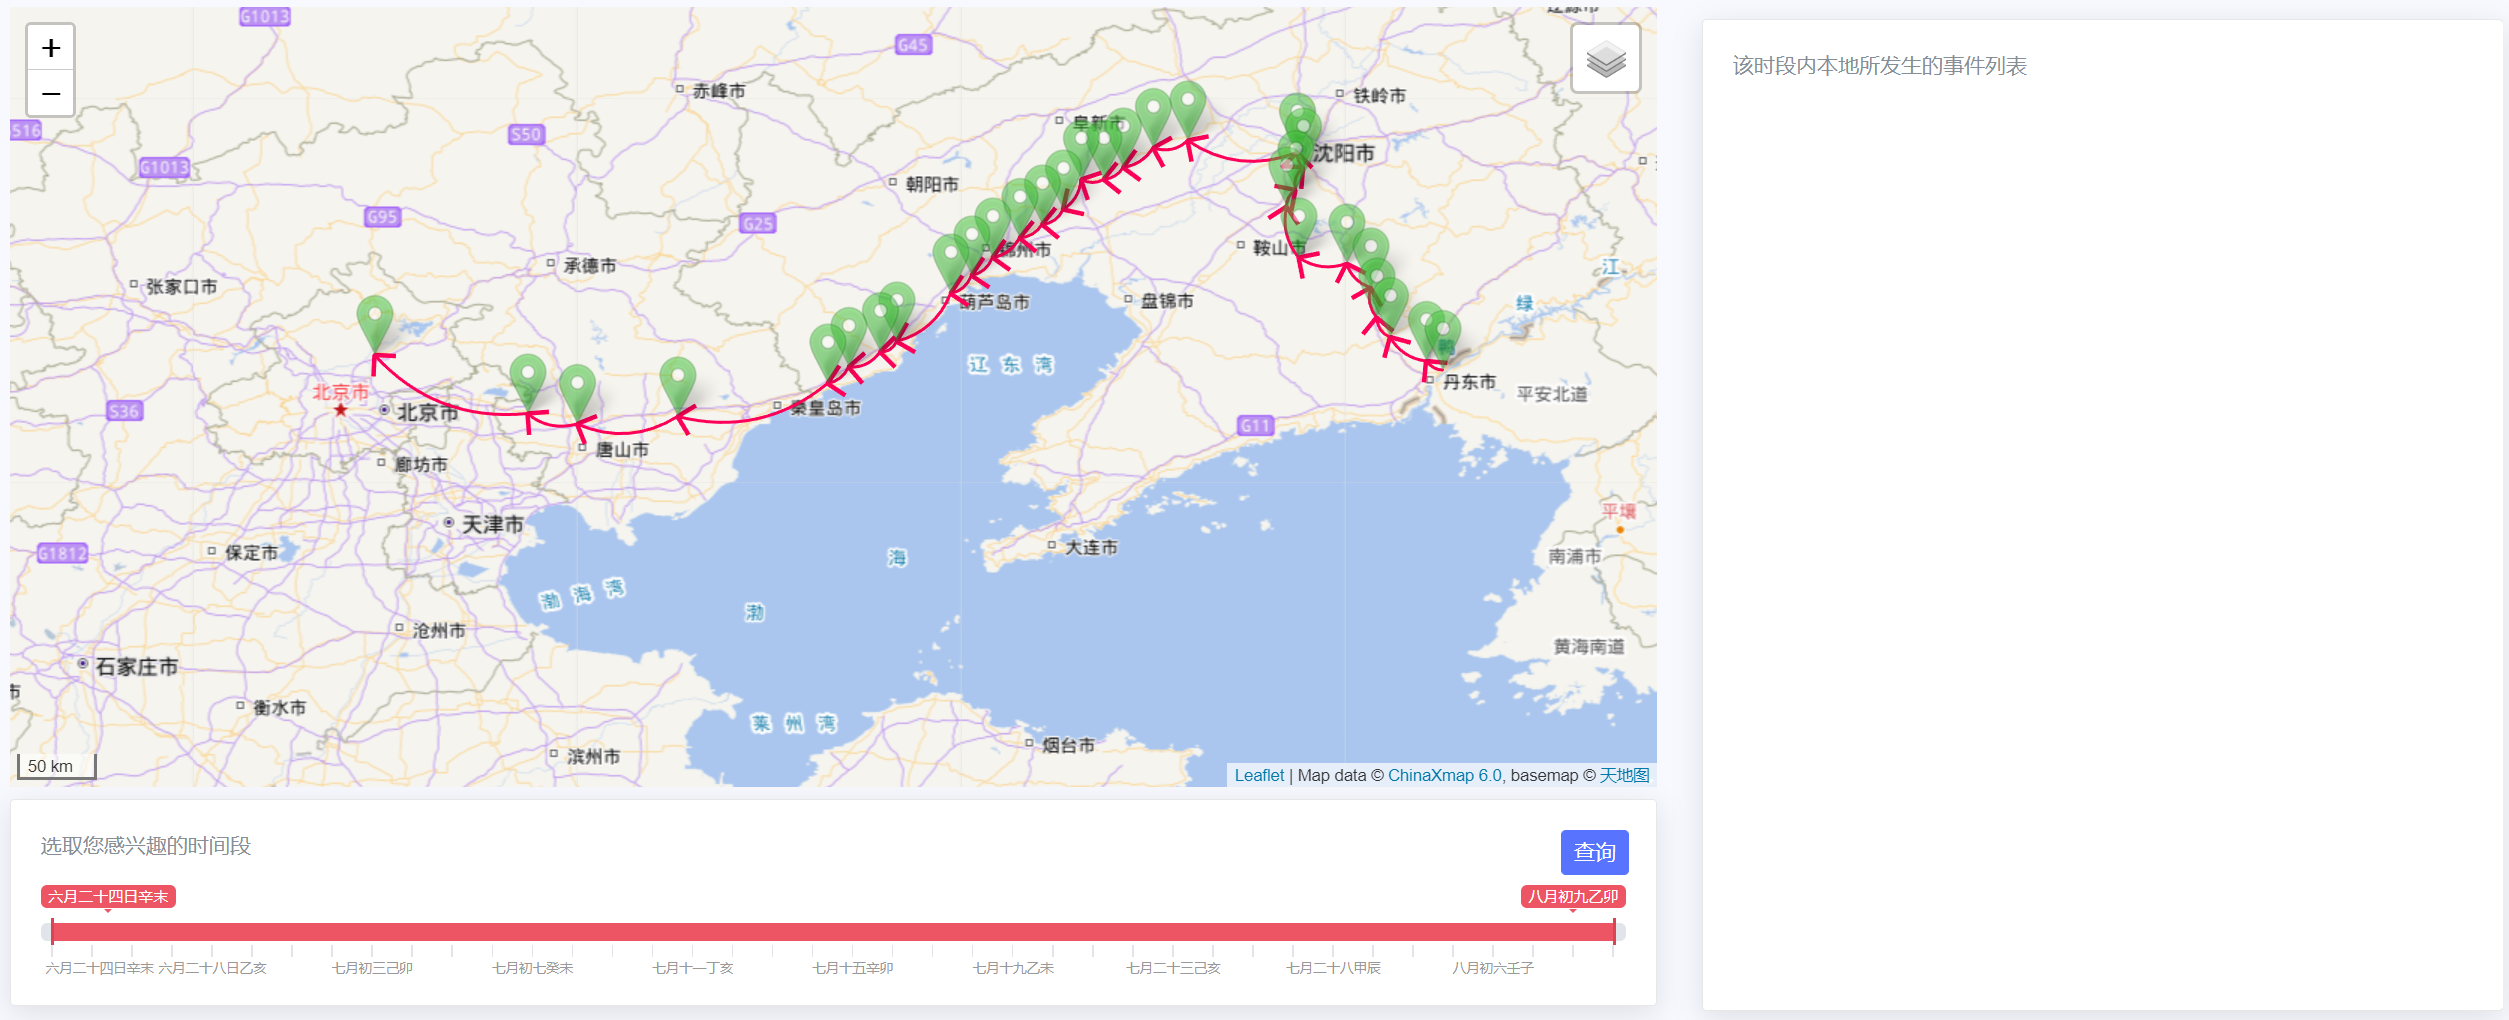 G1013
辽源市
G45
+
−
赤峰市
铁岭市
阜新市
S16
S50
沈阳市
G1013
朝阳市
G95
G25
锦州市
鞍山市
承德市
江
张家口市
葫芦岛市
盘锦市
绿
鸭
辽东湾
丹东市
平安北道
北京市
北京市
S36
秦皇岛市
G11
唐山市
廊坊市
平壤
天津市
G1812
保定市
大连市
南浦市
海
渤海湾
渤
沧州市
黄海南道
石家庄市
市
衡水市
莱州湾
滨州市
烟台市
50 km
Leaflet | Map data © ChinaXmap 6.0, basemap © 天地图
选取您感兴趣的时间段
查询
六月二十四日辛未
八月初九乙卯
六月二十四日辛未 六月二十八日乙亥 七月初三己卯 七月初七癸未 七月十一丁亥 七月十五辛卯 七月十九乙未 七月二十三己亥 七月二十八甲辰 八月初六壬子
该时段内本地所发生的事件列表